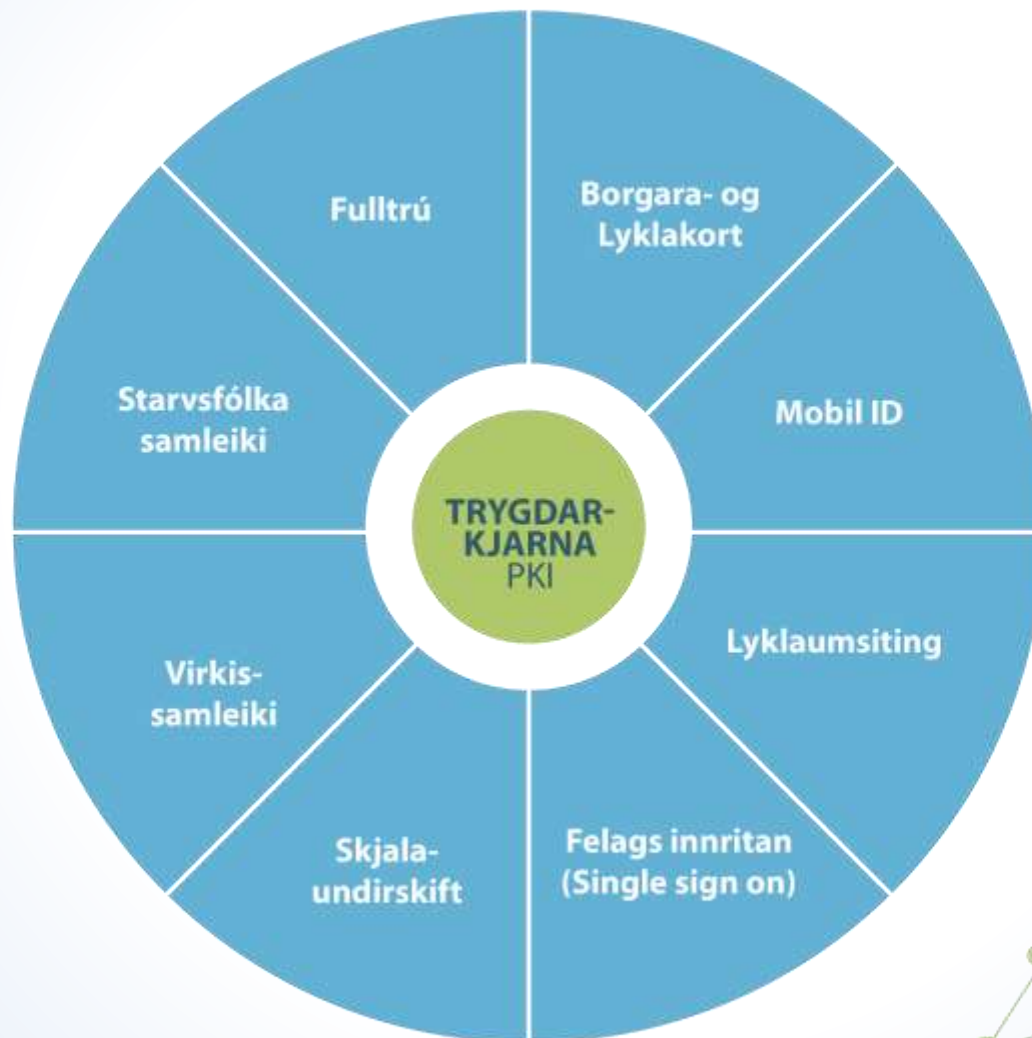 Fulltrú
Borgara- og
Lyklakort
Starvsfólka
samleiki
Mobil ID
TRYGDAR-
KJARNA
PKI
Lyklaumsiting
Virkis-
samleiki
Skjala-
undirskift
Felags innritan
(Single sign on)